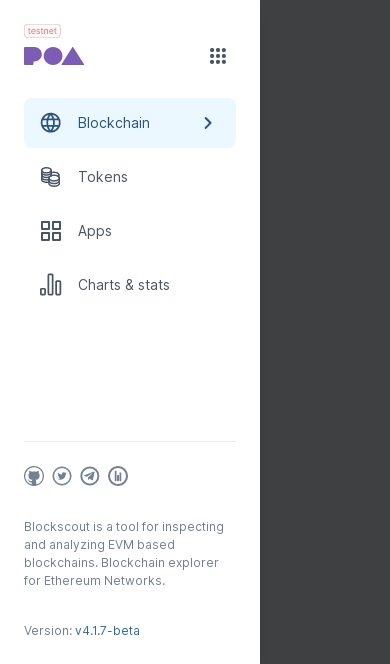 testnet
POA
Blockchain
Tokens
Apps
Charts & stats
Blockscout is a tool for inspecting
and analyzing EVM based
blockchains. Blockchain explorer
for Ethereum Networks.
Version: v4.1.7-beta